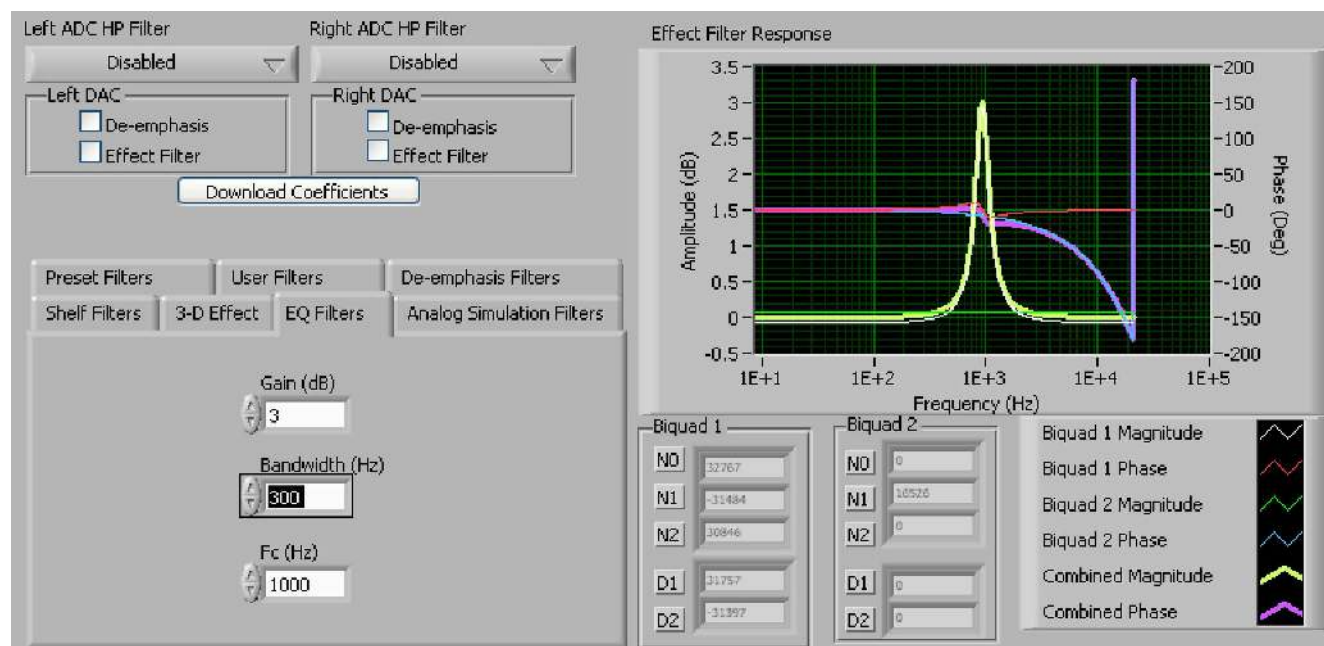 Left ADC HP Filter
Right ADC HP Filter
Disabled
Disabled
Left DAC
De-emphasis
Effect Filter
Right DAC
De-emphasis
Effect Filter
Download Coefficients
Preset Filters
User Filters
De-emphasis Filters
Shelf Filters
3-D Effect
EQ Filters
Analog Simulation Filters
Gain (dB)
3
Bandwidth (Hz)
300
Fc (Hz)
1000
Effect Filter Response
Amplitude (dB)
3.5
3
2.5
2
1.5
1
0.5
0
-0.5
200
150
100
50
0
-50
-100
-150
-200
Phase (Deg)
1E+1
1E+2
1E+3
1E+4
1E+5
Frequency (Hz)
Biquad 1
N0
32767
N1
-31484
N2
30846
D1
31757
D2
-31397
Biquad 2
N0
0
N1
N2
0
D1
0
D2
0
Biquad 1 Magnitude
Biquad 1 Phase
Biquad 2 Magnitude
Biquad 2 Phase
Combined Magnitude
Combined Phase